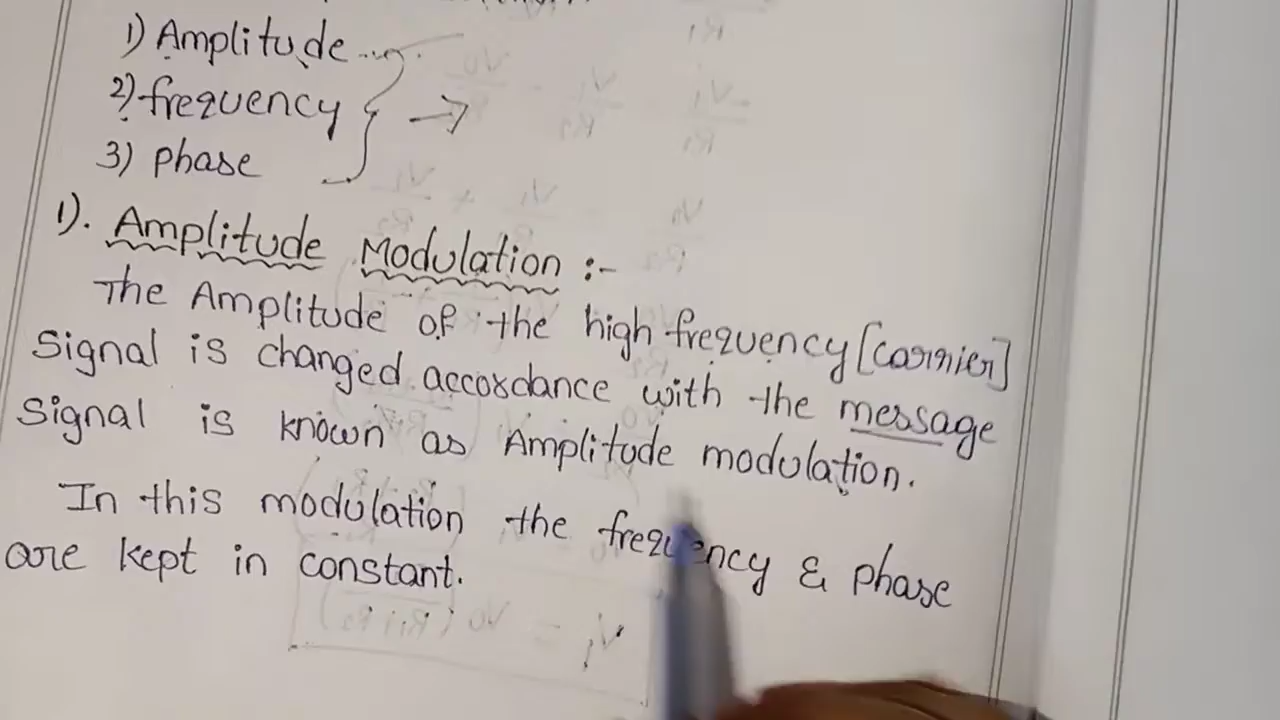 1) Amplitude
2) frequency
3) phase
1). Amplitude Modulation :-
The Amplitude of the high frequency [carrier]
Signal is changed accordance with the message
Signal is known as Amplitude modulation.
In this modulation the frequency & phase
are kept in constant.